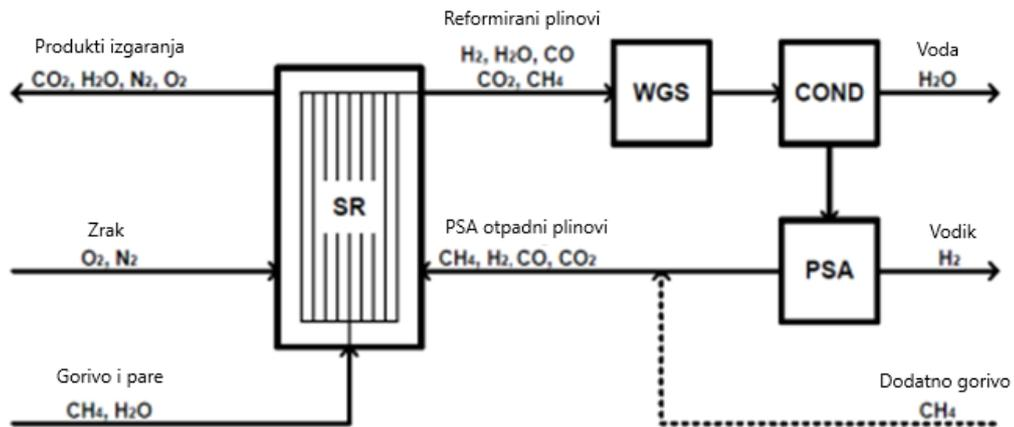 Reformirani plinovi
H₂, H₂O, CO
CO₂, CH₄
Produkti izgaranja
CO₂, H₂O, N₂, O₂
WGS
COND
Voda
H₂O
SR
Zrak
O₂, N₂
PSA otpadni plinovi
CH₄, H₂, CO, CO₂
PSA
Vodik
H₂
Gorivo i pare
CH₄, H₂O
Dodatno gorivo
CH₄